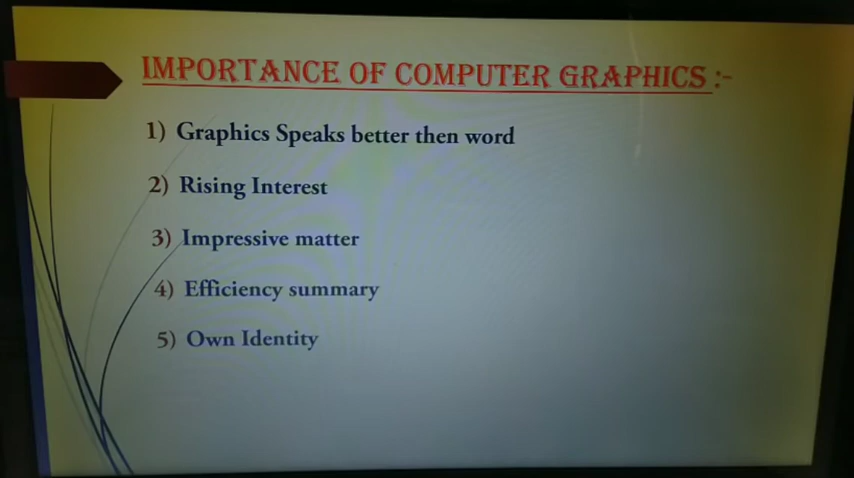 IMPORTANCE OF COMPUTER GRAPHICS :-
1) Graphics Speaks better then word
2) Rising Interest
3) Impressive matter
4) Efficiency summary
5) Own Identity